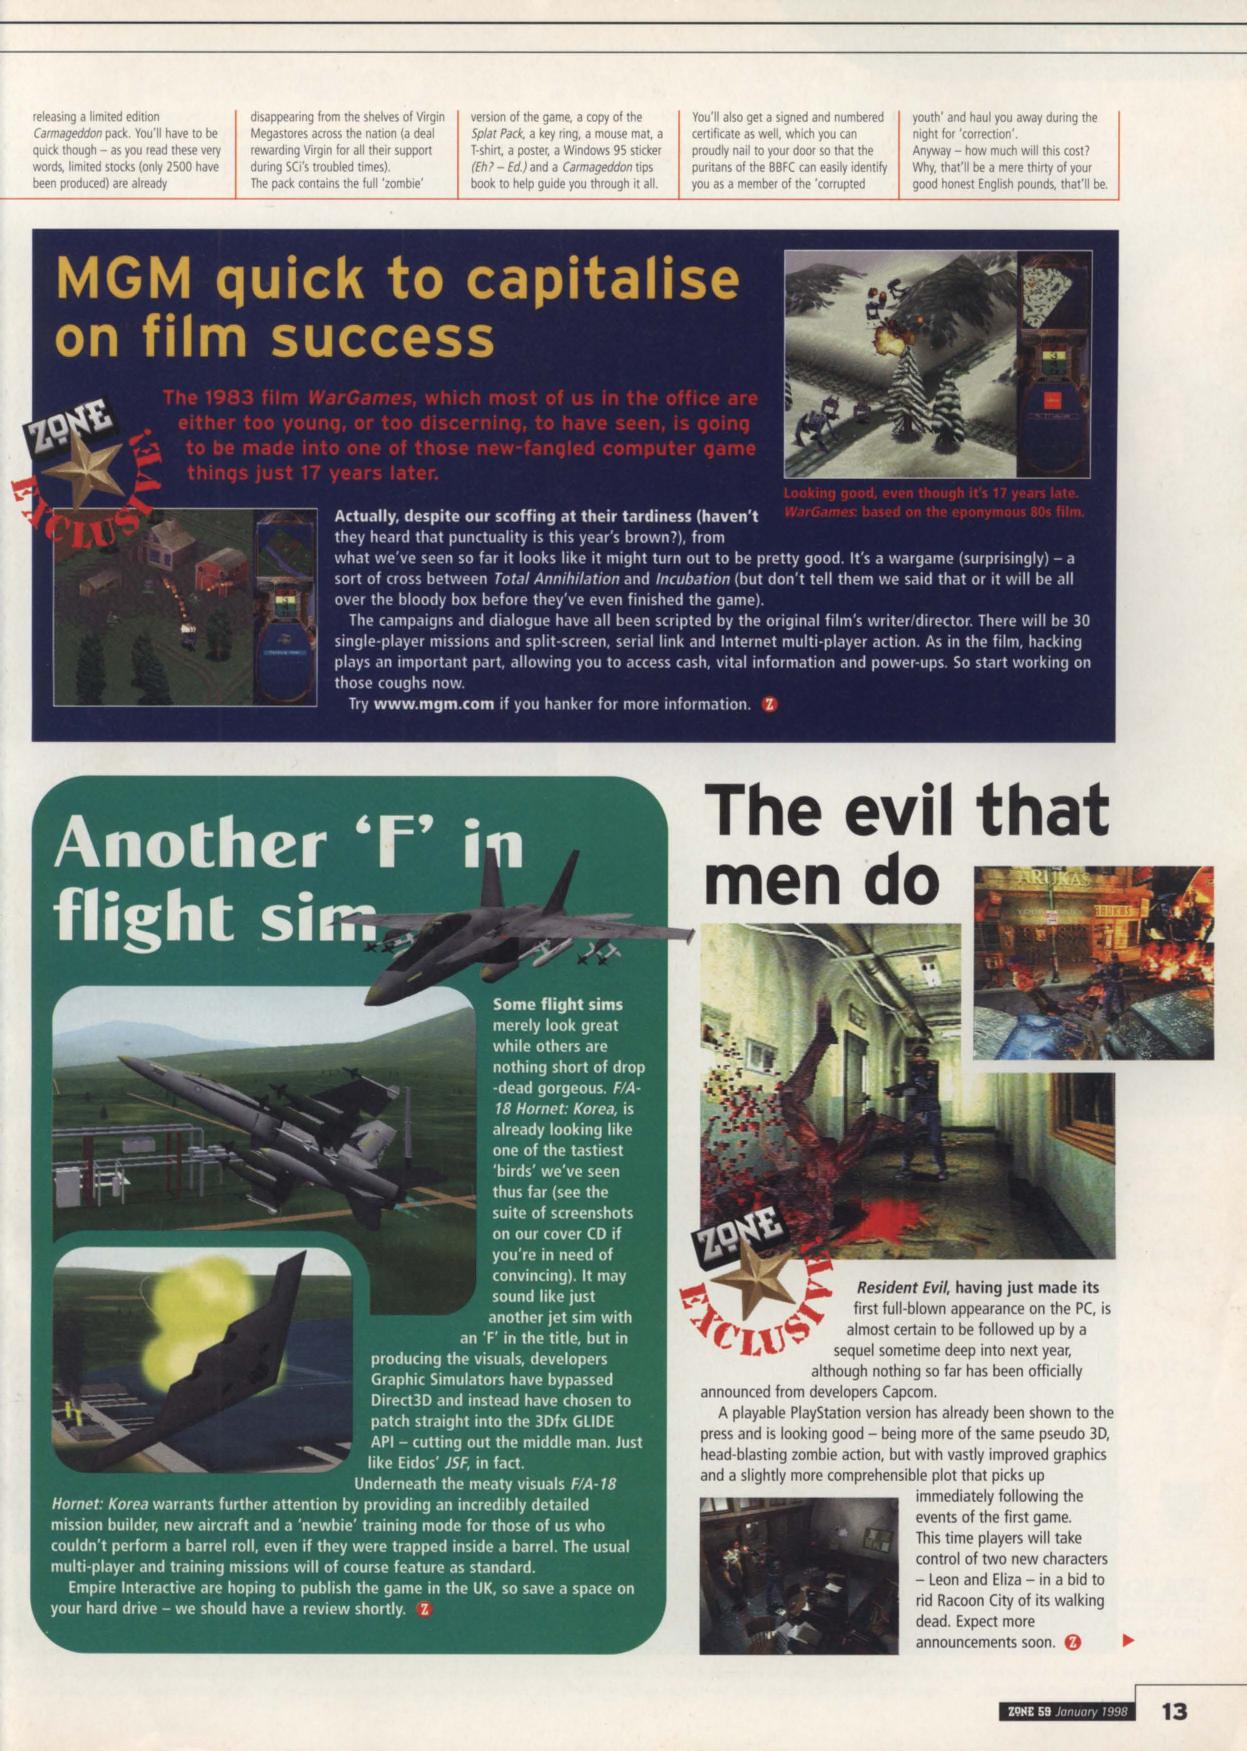 releasing a limited edition
Carmageddon pack. You'll have to be
quick though – as you read these very
words, limited stocks (only 2500 have
been produced) are already
disappearing from the shelves of Virgin
Megastores across the nation (a deal
rewarding Virgin for all their support
during SCi's troubled times).
The pack contains the full 'zombie'
version of the game, a copy of the
Splat Pack, a key ring, a mouse mat, a
T-shirt, a poster, a Windows 95 sticker
(Eh? – Ed.) and a Carmageddon tips
book to help guide you through it all.
You'll also get a signed and numbered
certificate as well, which you can
proudly nail to your door so that the
puritans of the BBFC can easily identify
you as a member of the 'corrupted
youth' and haul you away during the
night for 'correction'.
Anyway – how much will this cost?
Why, that'll be a mere thirty of your
good honest English pounds, that'll be.
MGM quick to capitalise
on film success
ZONE
EXCLUSIVE!
The 1983 film WarGames, which most of us in the office are
either too young, or too discerning, to have seen, is going
to be made into one of those new-fangled computer game
things just 17 years later.
Looking good, even though it's 17 years late.
WarGames: based on the eponymous 80s film.
Actually, despite our scoffing at their tardiness (haven't
they heard that punctuality is this year's brown?), from
what we've seen so far it looks like it might turn out to be pretty good. It's a wargame (surprisingly) – a
sort of cross between Total Annihilation and Incubation (but don't tell them we said that or it will be all
over the bloody box before they've even finished the game).
The campaigns and dialogue have all been scripted by the original film's writer/director. There will be 30
single-player missions and split-screen, serial link and Internet multi-player action. As in the film, hacking
plays an important part, allowing you to access cash, vital information and power-ups. So start working on
those coughs now.
Try www.mgm.com if you hanker for more information. Z
Another 'F' in
flight sim
Some flight sims
merely look great
while others are
nothing short of drop
-dead gorgeous. F/A-
18 Hornet: Korea, is
already looking like
one of the tastiest
'birds' we've seen
thus far (see the
suite of screenshots
on our cover CD if
you're in need of
convincing). It may
sound like just
another jet sim with
an 'F' in the title, but in
producing the visuals, developers
Graphic Simulators have bypassed
Direct3D and instead have chosen to
patch straight into the 3Dfx GLIDE
API – cutting out the middle man. Just
like Eidos' JSF, in fact.
Underneath the meaty visuals F/A-18
Hornet: Korea warrants further attention by providing an incredibly detailed
mission builder, new aircraft and a 'newbie' training mode for those of us who
couldn't perform a barrel roll, even if they were trapped inside a barrel. The usual
multi-player and training missions will of course feature as standard.
Empire Interactive are hoping to publish the game in the UK, so save a space on
your hard drive – we should have a review shortly. Z
The evil that
men do
ARUKAS
ARUKAS
ZONE
EXCLUSIVE
Resident Evil, having just made its
first full-blown appearance on the PC, is
almost certain to be followed up by a
sequel sometime deep into next year,
although nothing so far has been officially
announced from developers Capcom.
A playable PlayStation version has already been shown to the
press and is looking good – being more of the same pseudo 3D,
head-blasting zombie action, but with vastly improved graphics
and a slightly more comprehensible plot that picks up
immediately following the
events of the first game.
This time players will take
control of two new characters
– Leon and Eliza – in a bid to
rid Racoon City of its walking
dead. Expect more
announcements soon. Z
ZONE 59 January 1998
13